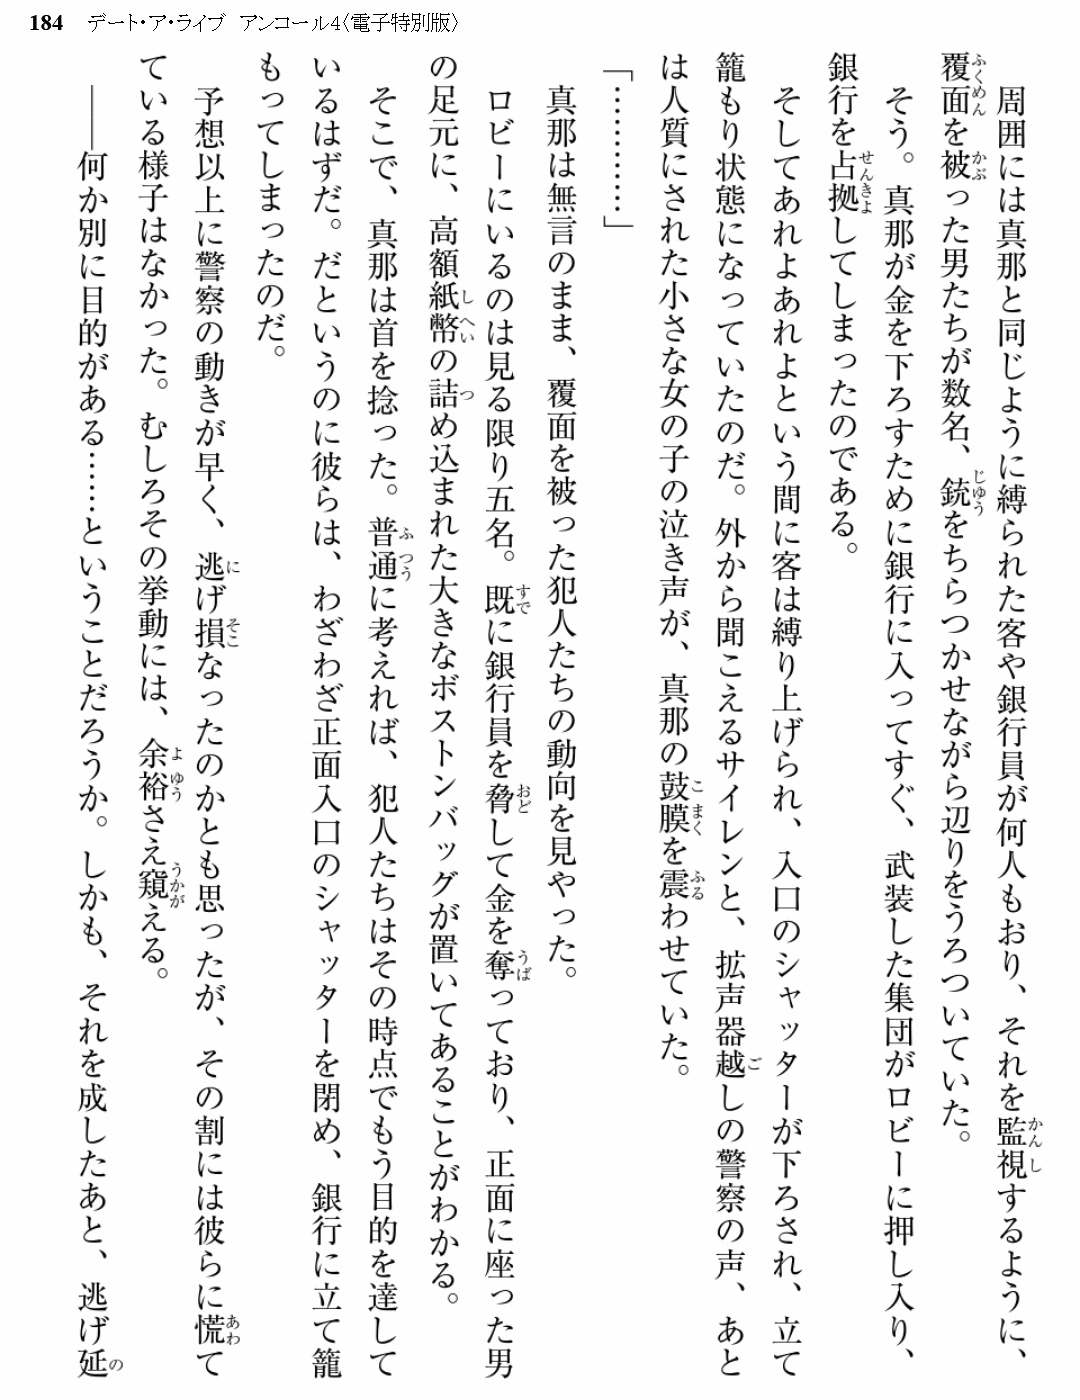 184 デート・ア・ライブ アンコール4〈電子特別版〉
　周囲には真那と同じように縛られた客や銀行員が何人もおり、それを監視するように、
覆面を被った男たちが数名、銃をちらつかせながら辺りをうろついていた。
　そう。真那が金を下ろすために銀行に入ってすぐ、武装した集団がロビーに押し入り、
銀行を占拠してしまったのである。
　そしてあれよあれよという間に客は縛り上げられ、入口のシャッターが下ろされ、立て
籠もり状態になっていたのだ。外から聞こえるサイレンと、拡声器越しの警察の声、あと
は人質にされた小さな女の子の泣き声が、真那の鼓膜を震わせていた。
「…………」
　真那は無言のまま、覆面を被った犯人たちの動向を見やった。
　ロビーにいるのは見る限り五名。既に銀行員を脅して金を奪っており、正面に座った男
の足元に、高額紙幣の詰め込まれた大きなボストンバッグが置いてあることがわかる。
　そこで、真那は首を捻った。普通に考えれば、犯人たちはその時点でもう目的を達して
いるはずだ。だというのに彼らは、わざわざ正面入口のシャッターを閉め、銀行に立て籠
もってしまったのだ。
　予想以上に警察の動きが早く、逃げ損なったのかとも思ったが、その割には彼らに慌て
ている様子はなかった。むしろその挙動には、余裕さえ窺える。
　――何か別に目的がある……ということだろうか。しかも、それを成したあと、逃げ延